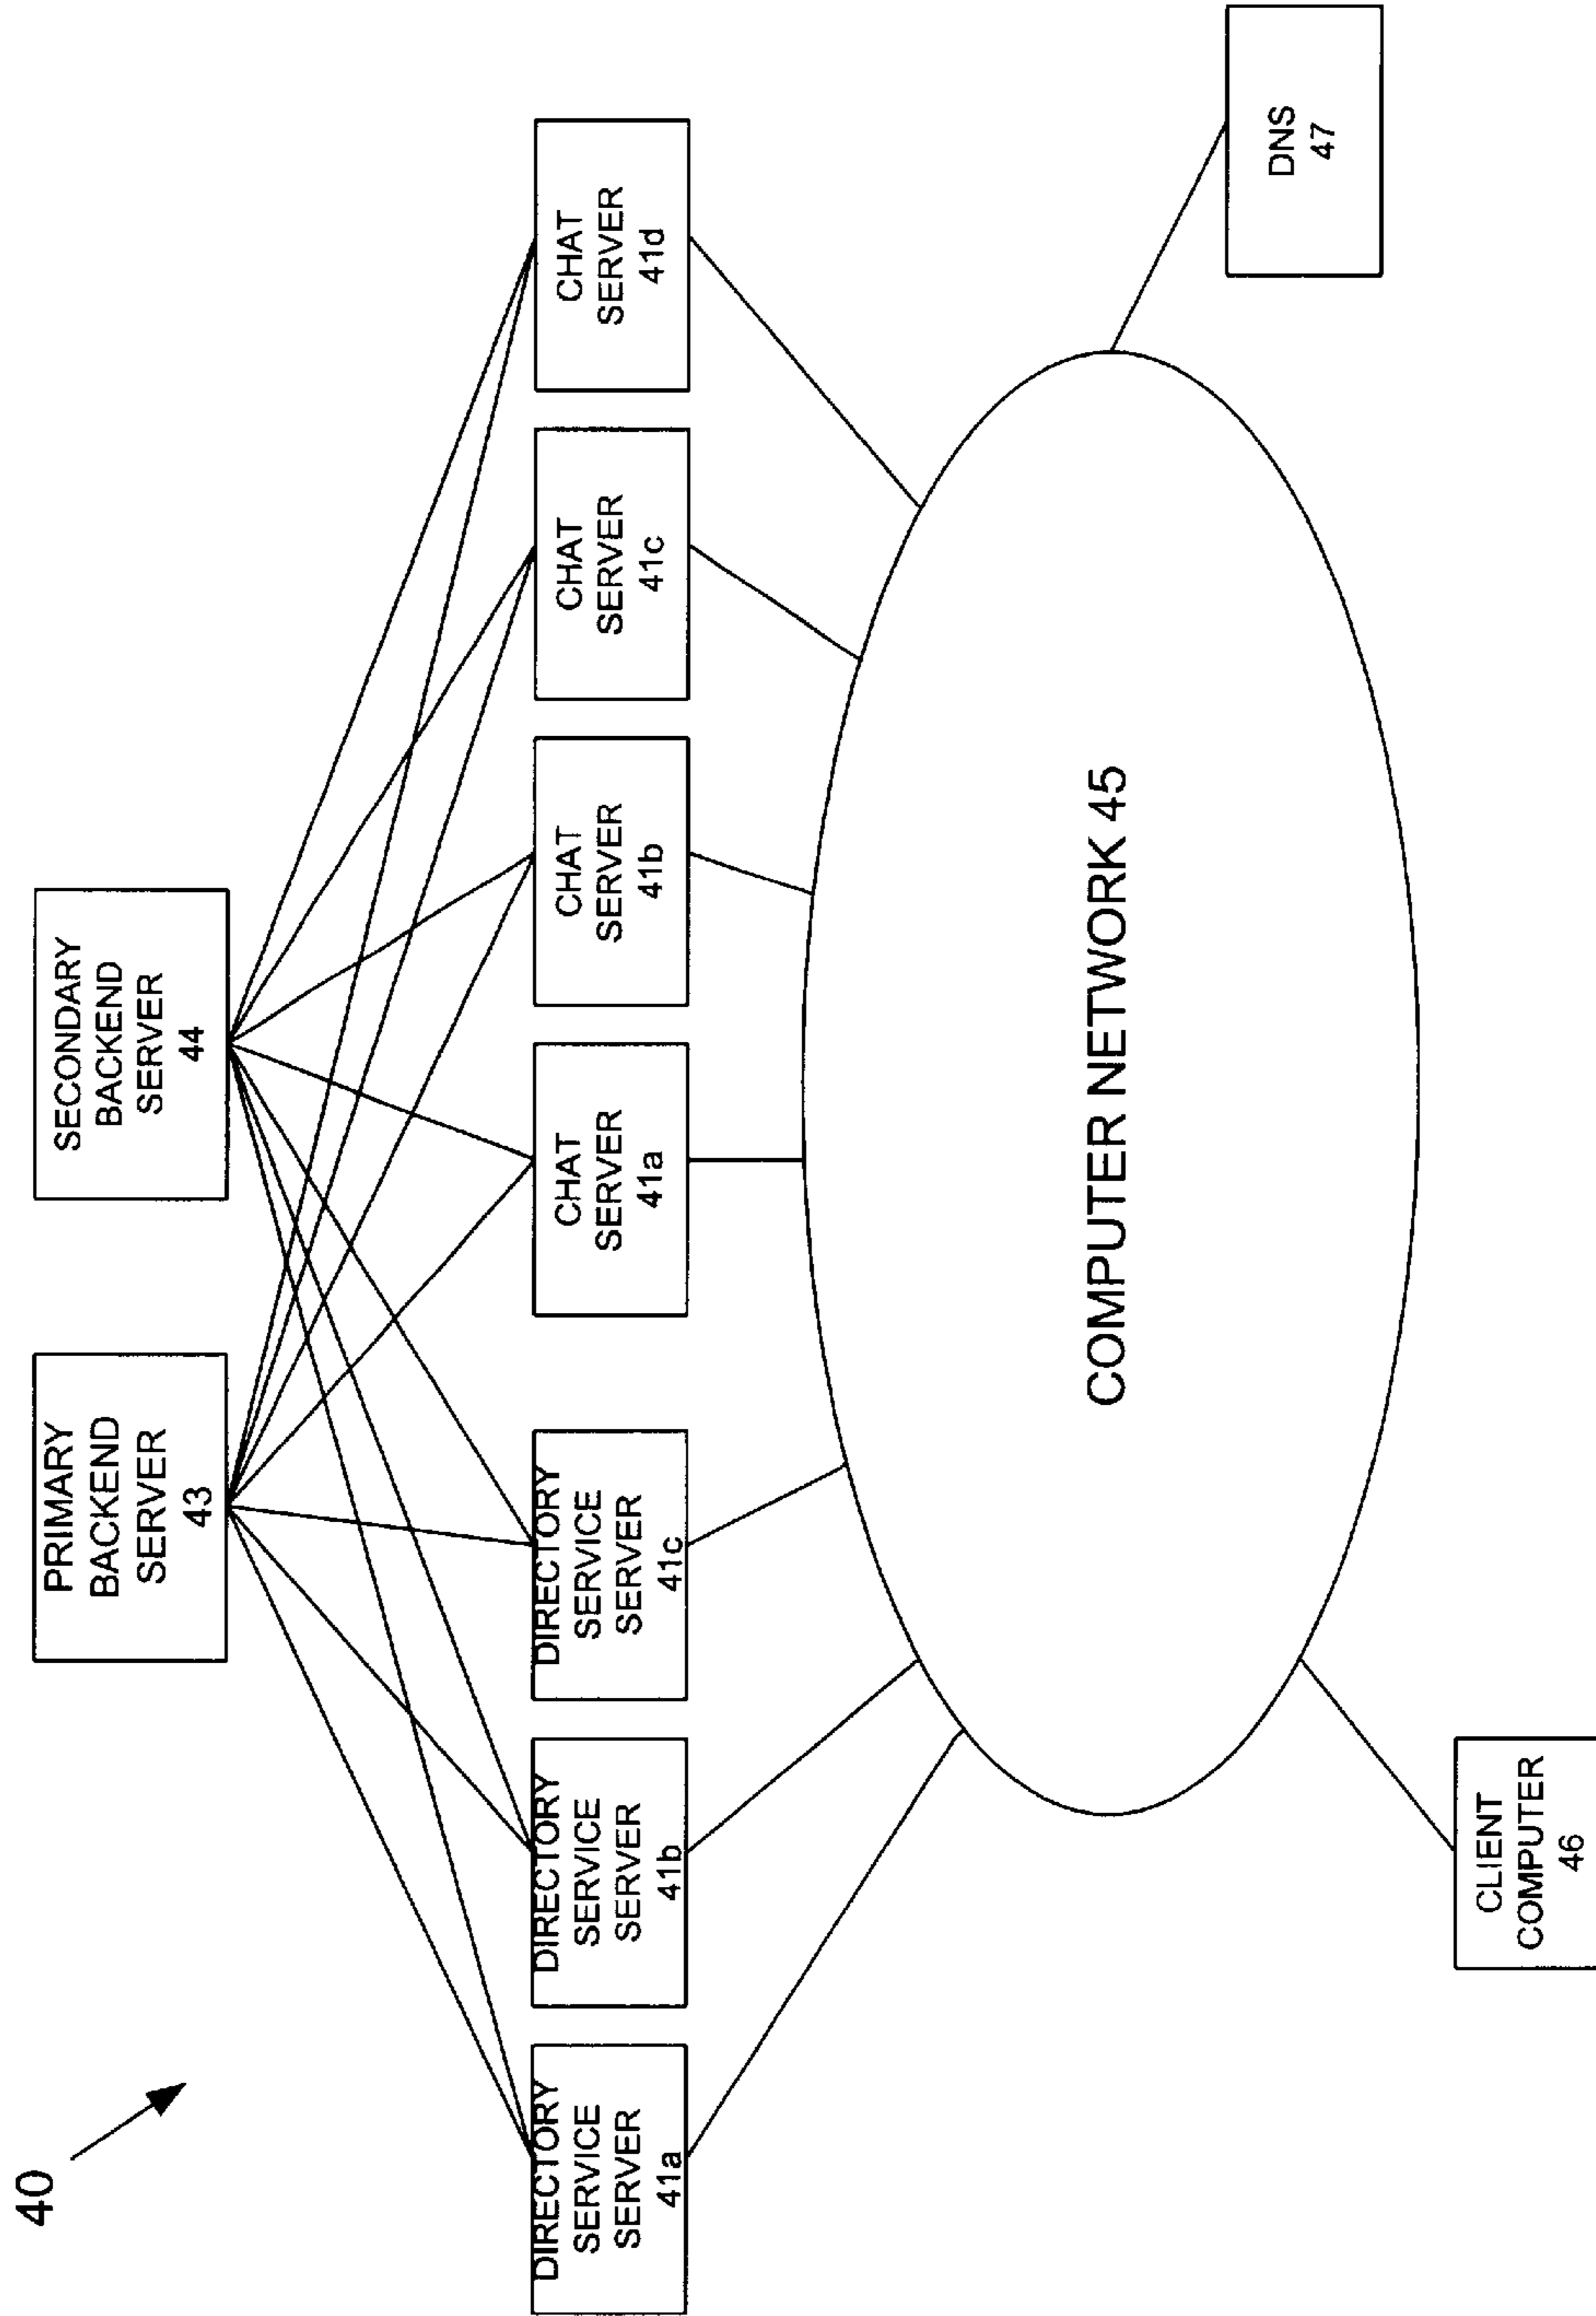 40
PRIMARY
BACKEND
SERVER
43
SECONDARY
BACKEND
SERVER
44
DIRECTORY
SERVICE
SERVER
41a
DIRECTORY
SERVICE
SERVER
41b
DIRECTORY
SERVICE
SERVER
41c
CHAT
SERVER
41a
CHAT
SERVER
41b
CHAT
SERVER
41c
CHAT
SERVER
41d
COMPUTER NETWORK 45
CLIENT
COMPUTER
46
DNS
47